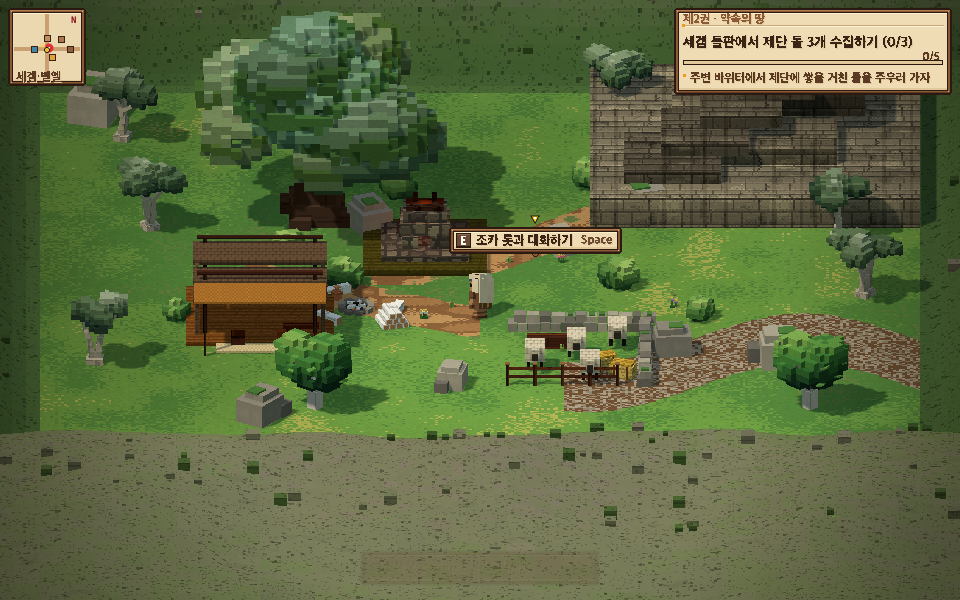 N
세겜·벧엘
제2권 · 약속의 땅
세겜 들판에서 제단 돌 3개 수집하기 (0/3)
0/5
주변 바위터에서 제단에 쌓을 거친 돌을 주우러 가자
E 조카 롯과 대화하기 Space